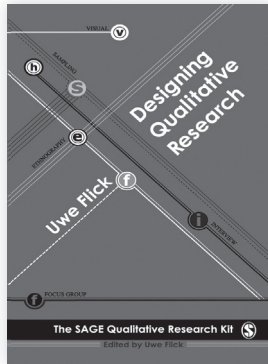 VISUAL v
h
SAMPLING
s
Designing
Qualitative
Research
e
ETHNOGRAPHY
Uwe Flick f
i
INTERVIEW
f FOCUS GROUP
The SAGE Qualitative Research Kit S
Edited by Uwe Flick